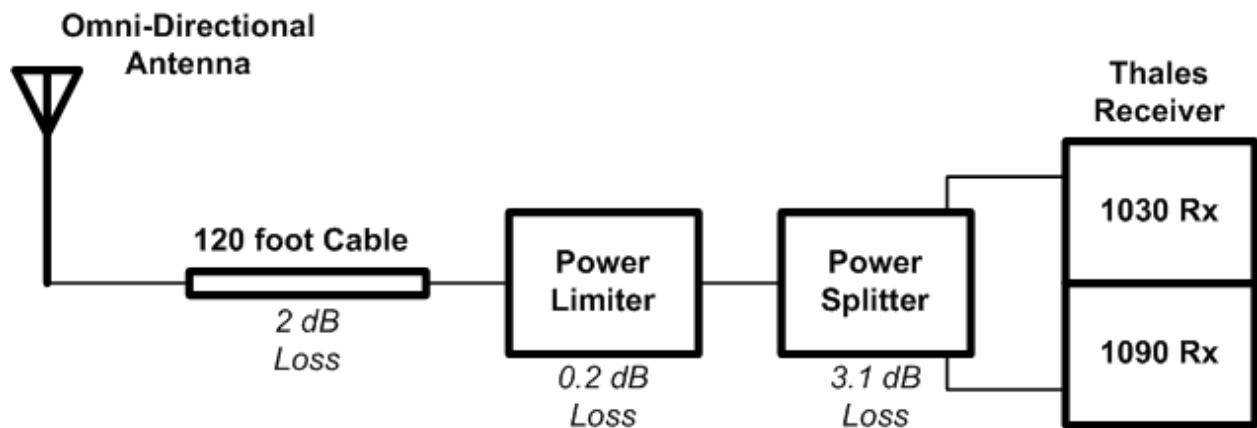 Omni-Directional
Antenna
120 foot Cable
2 dB
Loss
Power
Limiter
0.2 dB
Loss
Power
Splitter
3.1 dB
Loss
Thales
Receiver
1030 Rx
1090 Rx